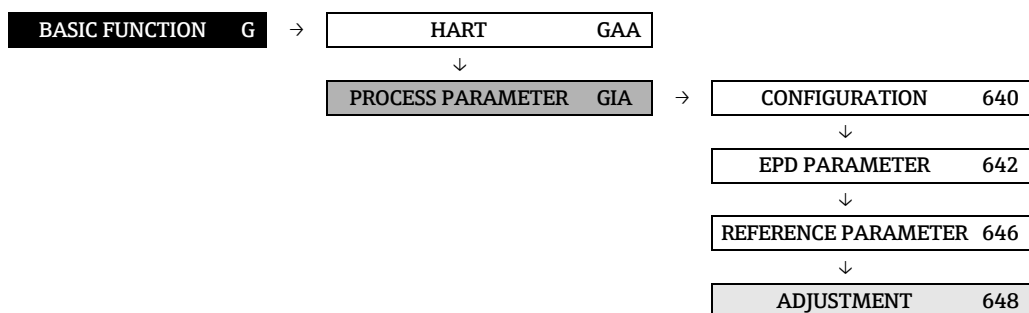 BASIC FUNCTION G → HART GAA
↓
PROCESS PARAMETER GIA → CONFIGURATION 640
↓
EPD PARAMETER 642
↓
REFERENCE PARAMETER 646
↓
ADJUSTMENT 648